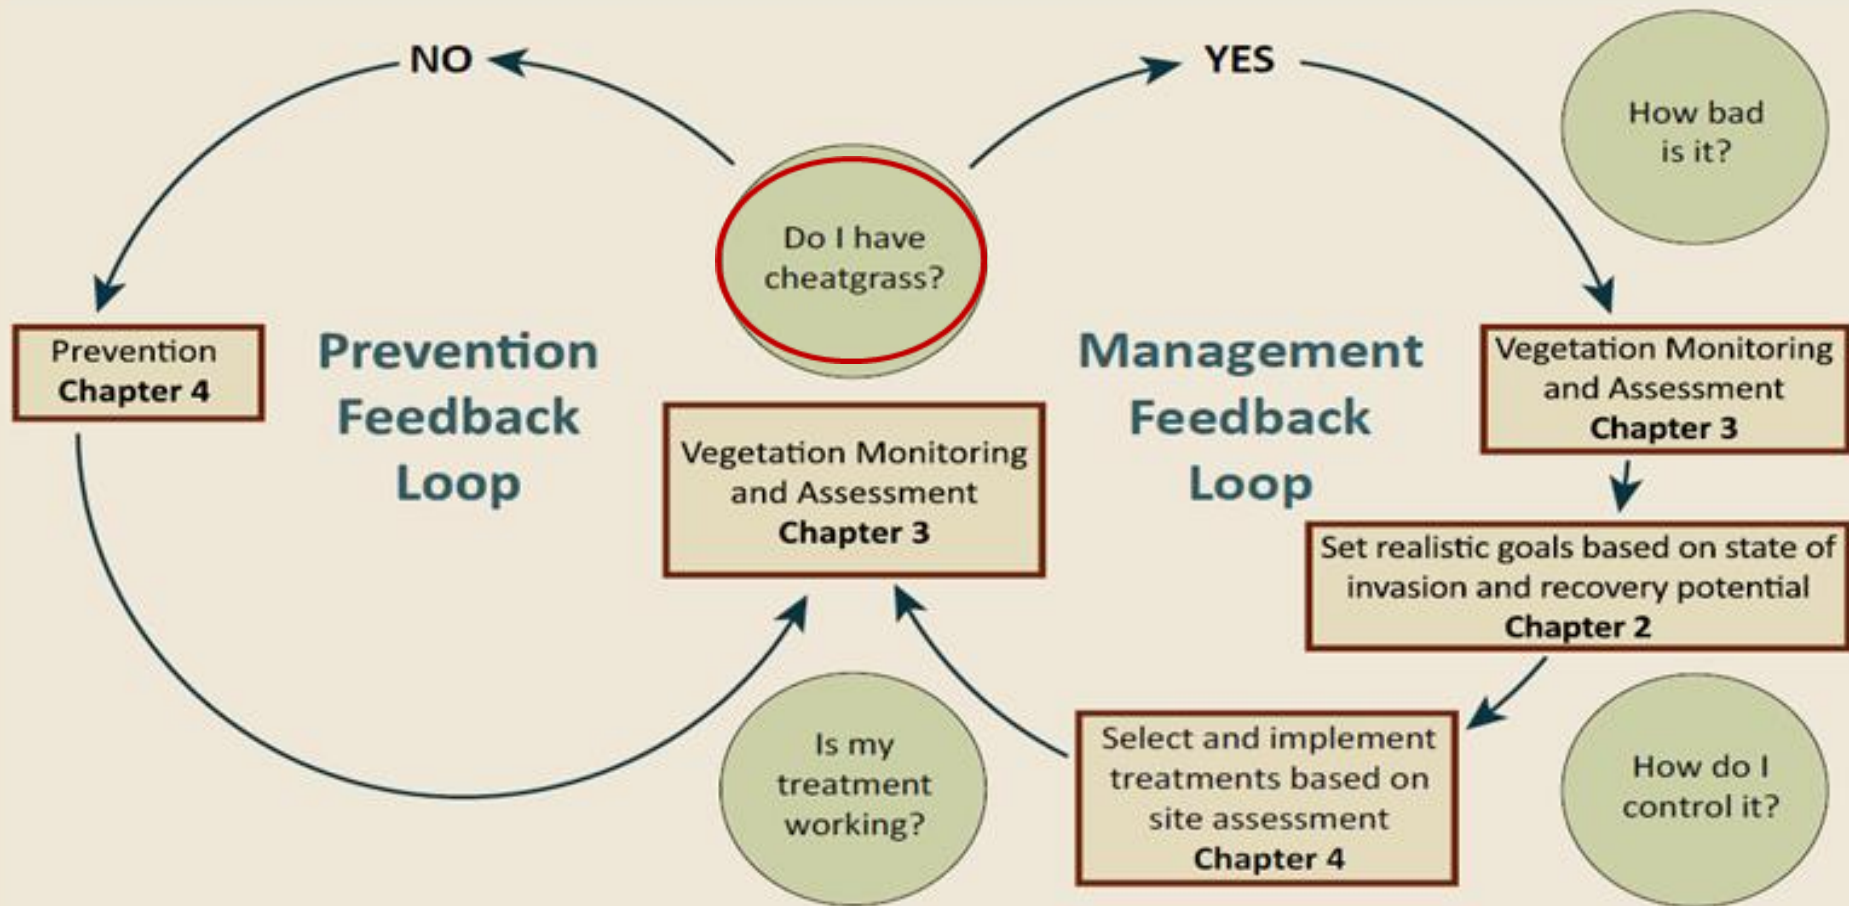 NO
YES
How bad
is it?
Do I have
cheatgrass?
Prevention
Chapter 4
Prevention
Feedback
Loop
Management
Feedback
Loop
Vegetation Monitoring
and Assessment
Chapter 3
Vegetation Monitoring
and Assessment
Chapter 3
Set realistic goals based on state of
invasion and recovery potential
Chapter 2
Is my
treatment
working?
Select and implement
treatments based on
site assessment
Chapter 4
How do I
control it?